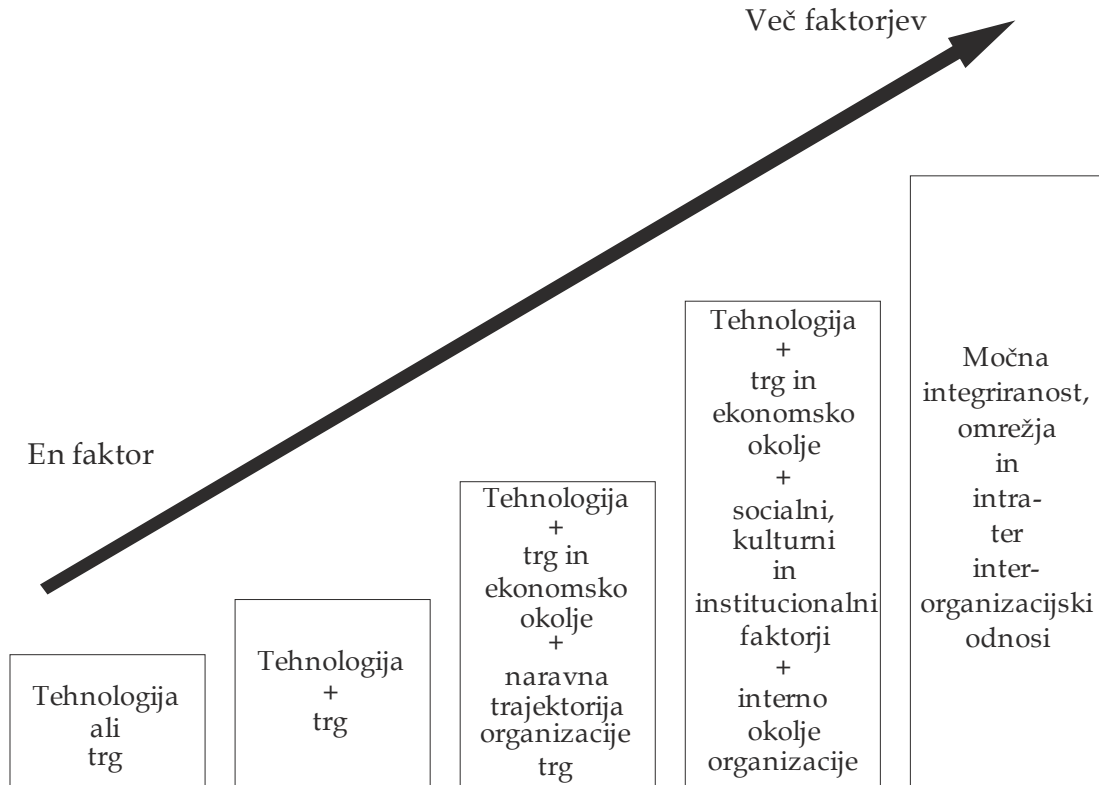 Več faktorjev
En faktor
Tehnologija
ali
trg
Tehnologija
+
trg
Tehnologija
+
trg in
ekonomsko
okolje
+
naravna
trajektorija
organizacije
trg
Tehnologija
+
trg in
ekonomsko
okolje
+
socialni,
kulturni
in
institucionalni
faktorji
+
interno
okolje
organizacije
Močna
integriranost,
omrežja
in
intra-
ter
inter-
organizacijski
odnosi